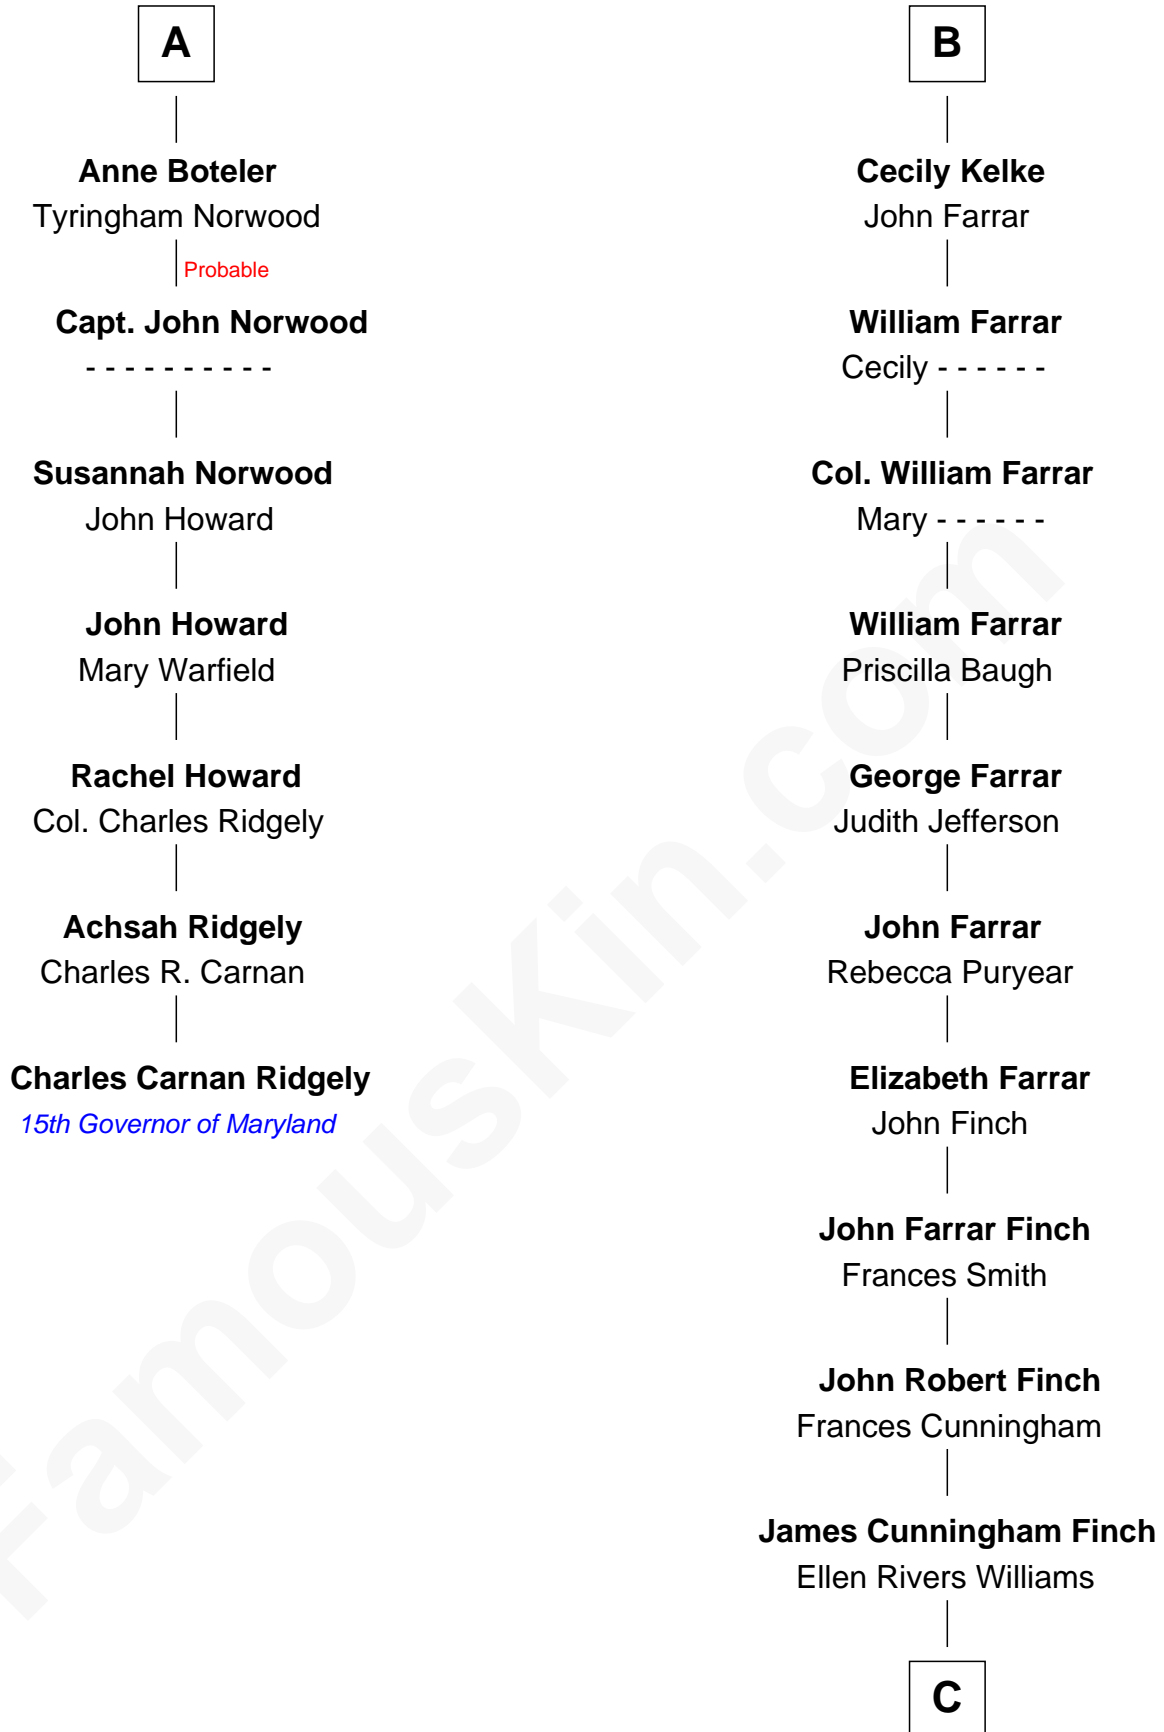 A
Anne Boteler
Tyringham Norwood
Probable
Capt. John Norwood
- - - - - - - - - -
Susannah Norwood
John Howard
John Howard
Mary Warfield
Rachel Howard
Col. Charles Ridgely
Achsah Ridgely
Charles R. Carnan
Charles Carnan Ridgely
15th Governor of Maryland
B
Cecily Kelke
John Farrar
William Farrar
Cecily - - - - - -
Col. William Farrar
Mary - - - - - -
William Farrar
Priscilla Baugh
George Farrar
Judith Jefferson
John Farrar
Rebecca Puryear
Elizabeth Farrar
John Finch
John Farrar Finch
Frances Smith
John Robert Finch
Frances Cunningham
James Cunningham Finch
Ellen Rivers Williams
C
FamousKin.com